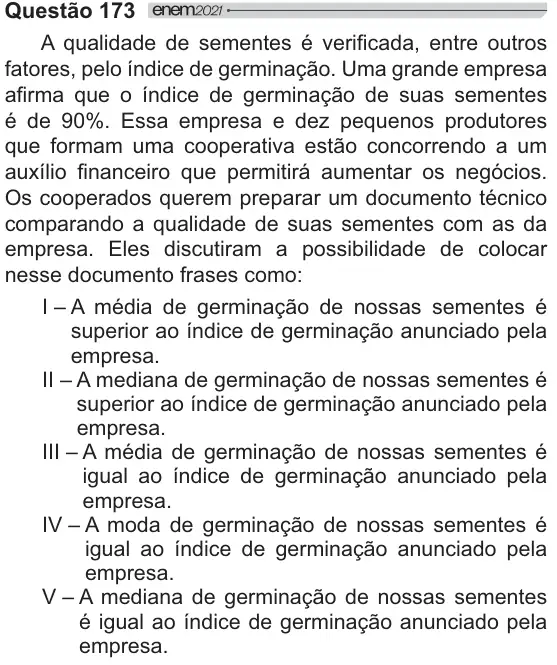 Questão 173 enem2021
A qualidade de sementes é verificada, entre outros
fatores, pelo índice de germinação. Uma grande empresa
afirma que o índice de germinação de suas sementes
é de 90%. Essa empresa e dez pequenos produtores
que formam uma cooperativa estão concorrendo a um
auxílio financeiro que permitirá aumentar os negócios.
Os cooperados querem preparar um documento técnico
comparando a qualidade de suas sementes com as da
empresa. Eles discutiram a possibilidade de colocar
nesse documento frases como:
I – A média de germinação de nossas sementes é
superior ao índice de germinação anunciado pela
empresa.
II – A mediana de germinação de nossas sementes é
superior ao índice de germinação anunciado pela
empresa.
III – A média de germinação de nossas sementes é
igual ao índice de germinação anunciado pela
empresa.
IV – A moda de germinação de nossas sementes é
igual ao índice de germinação anunciado pela
empresa.
V – A mediana de germinação de nossas sementes
é igual ao índice de germinação anunciado pela
empresa.